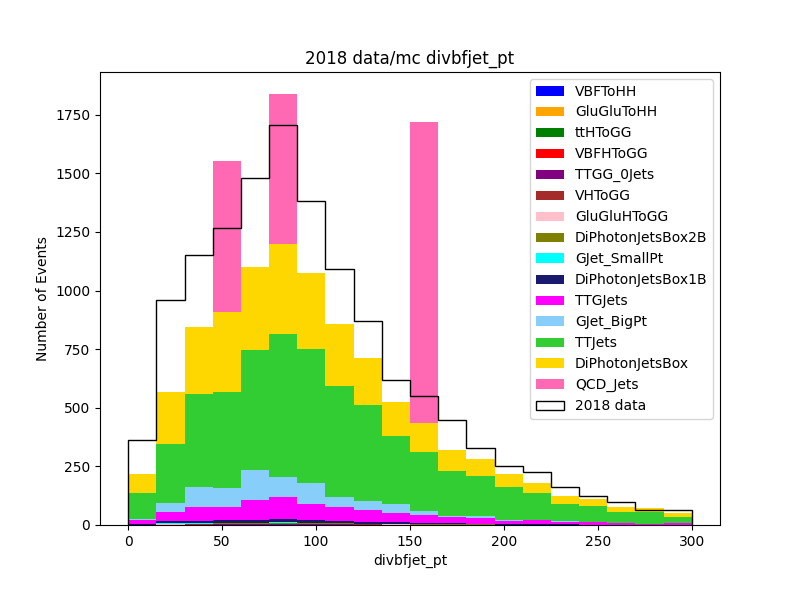 2018 data/mc divbfjet_pt
Number of Events
1750
1500
1250
1000
750
500
250
0
0
50
100
150
200
250
300
divbfjet_pt
VBFToHH
GluGluToHH
ttHToGG
VBFHToGG
TTGG_0Jets
VHToGG
GluGluHToGG
DiPhotonJetsBox2B
GJet_SmallPt
DiPhotonJetsBox1B
TTGJets
GJet_BigPt
TTJets
DiPhotonJetsBox
QCD_Jets
2018 data